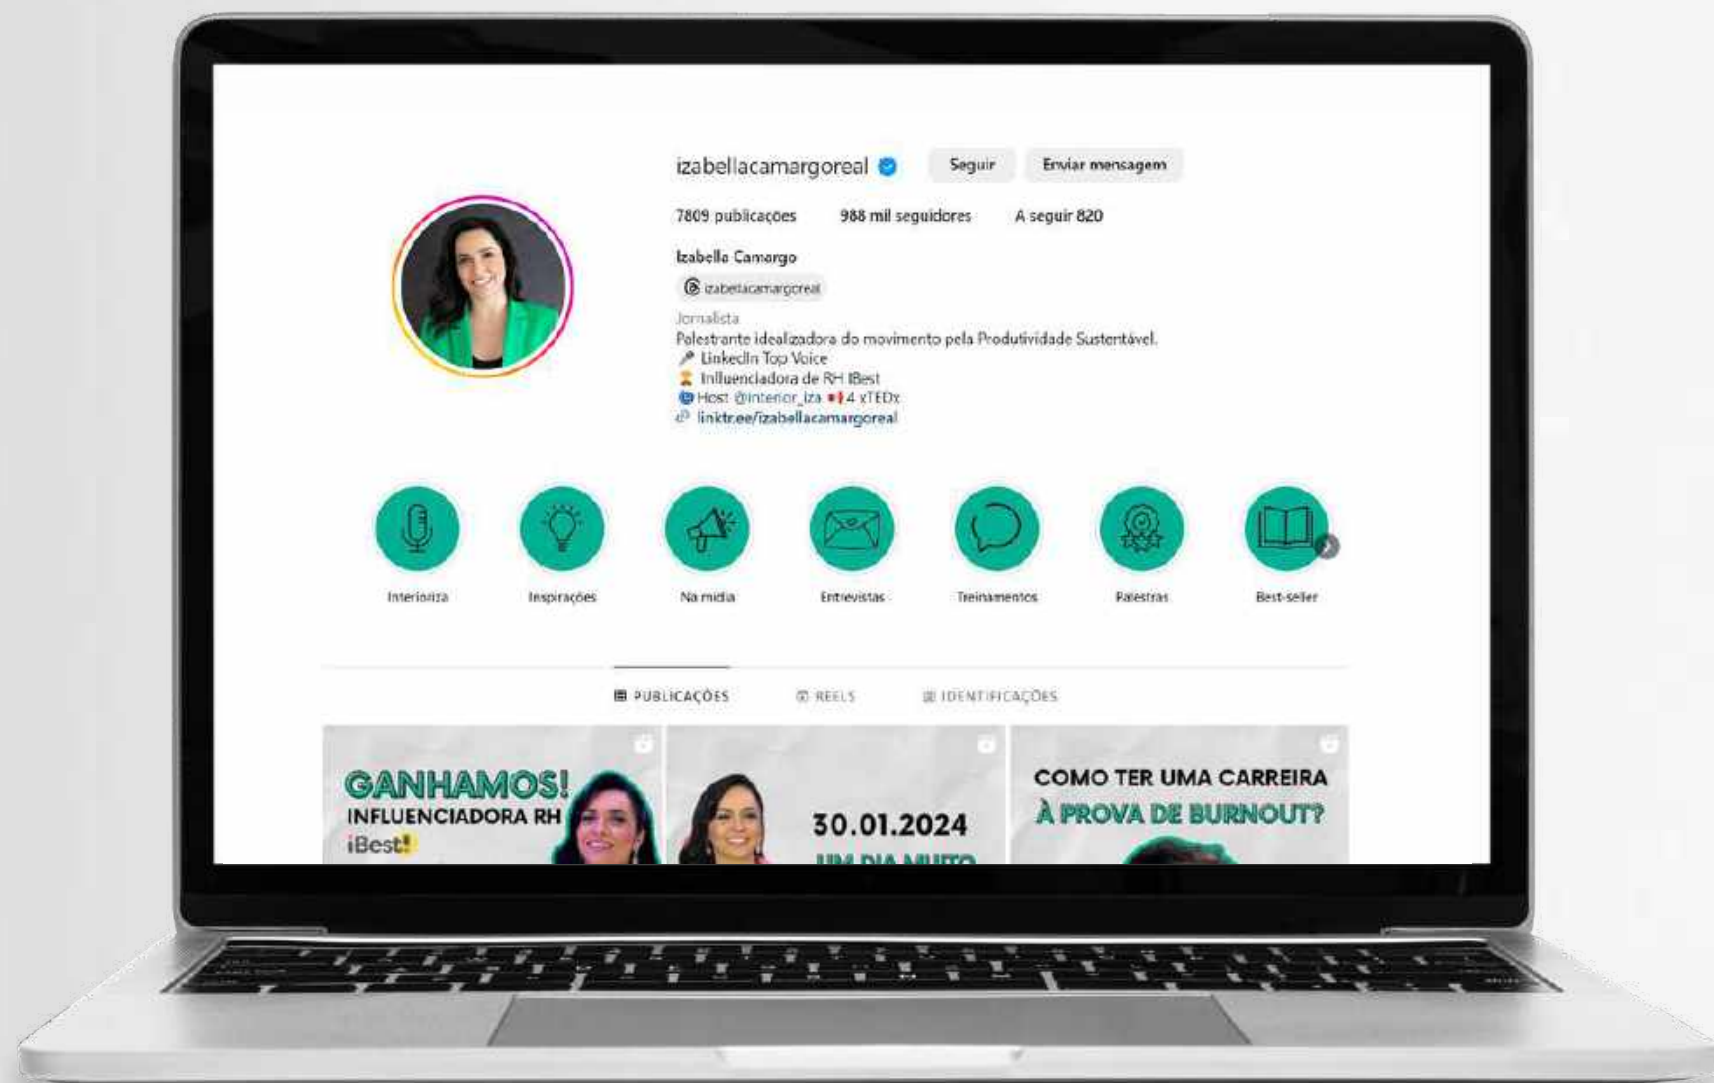 izabellacamargoreal Seguir Enviar mensagem
7809 publicações 988 mil seguidores A seguir 820
Izabella Camargo
izabellacamargoreal
Jornalista
Palestrante idealizadora do movimento pela Produtividade Sustentável.
LinkedIn Top Voice
Influenciadora de RH IBest
Host @interior_iza 4 xTEDx
linktr.ee/izabellacamargoreal
Interioriza Inspirações Na mídia Entrevistas Treinamentos Palestras Best-seller
PUBLICAÇÕES REELS IDENTIFICAÇÕES
GANHAMOS!
INFLUENCIADORA RH
iBest!
30.01.2024
UM DIA MUITO
COMO TER UMA CARREIRA
À PROVA DE BURNOUT?